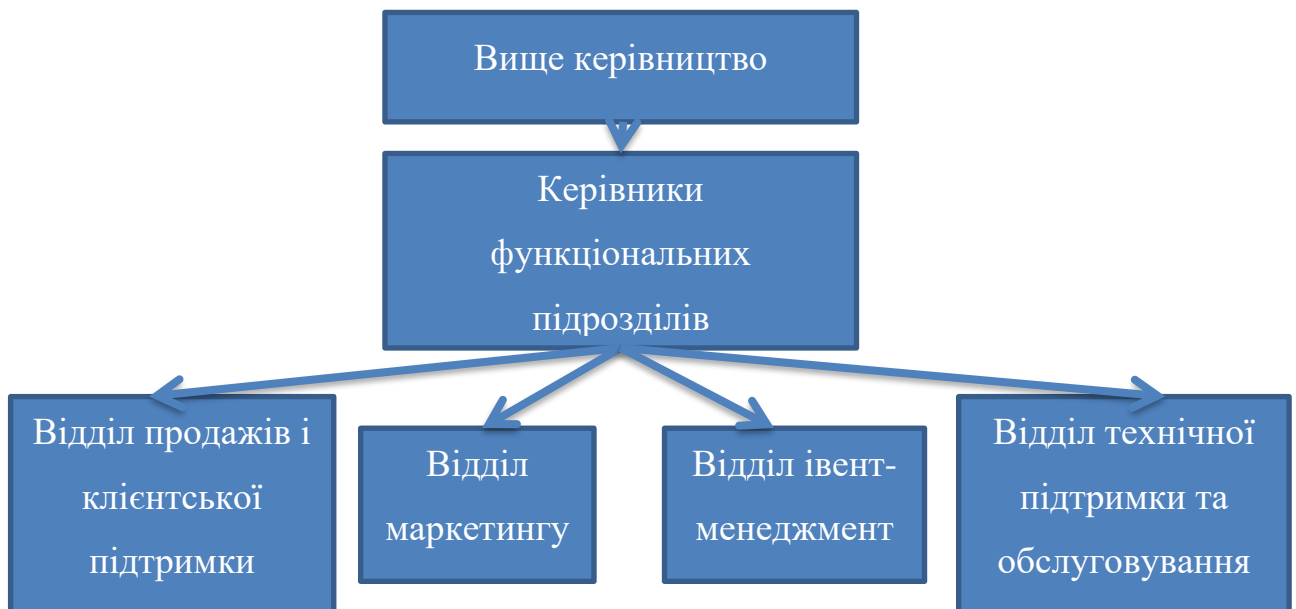 Вище керівництво
Керівники
функціональних
підрозділів
Відділ продажів і
клієнтської
підтримки
Відділ
маркетингу
Відділ івент-
менеджмент
Відділ технічної
підтримки та
обслуговування